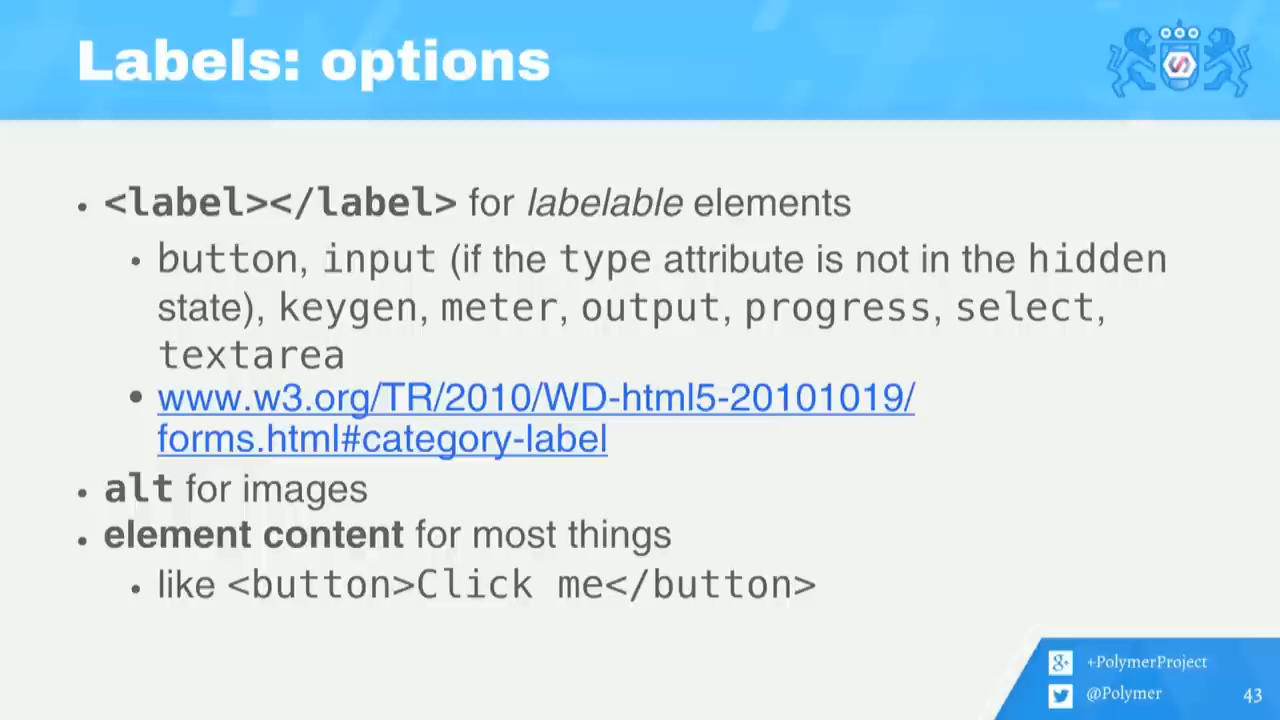 Labels: options
• <label></label> for labelable elements
• button, input (if the type attribute is not in the hidden
state), keygen, meter, output, progress, select,
textarea
• www.w3.org/TR/2010/WD-html5-20101019/
forms.html#category-label
• alt for images
• element content for most things
• like <button>Click me</button>
+PolymerProject
@Polymer
43